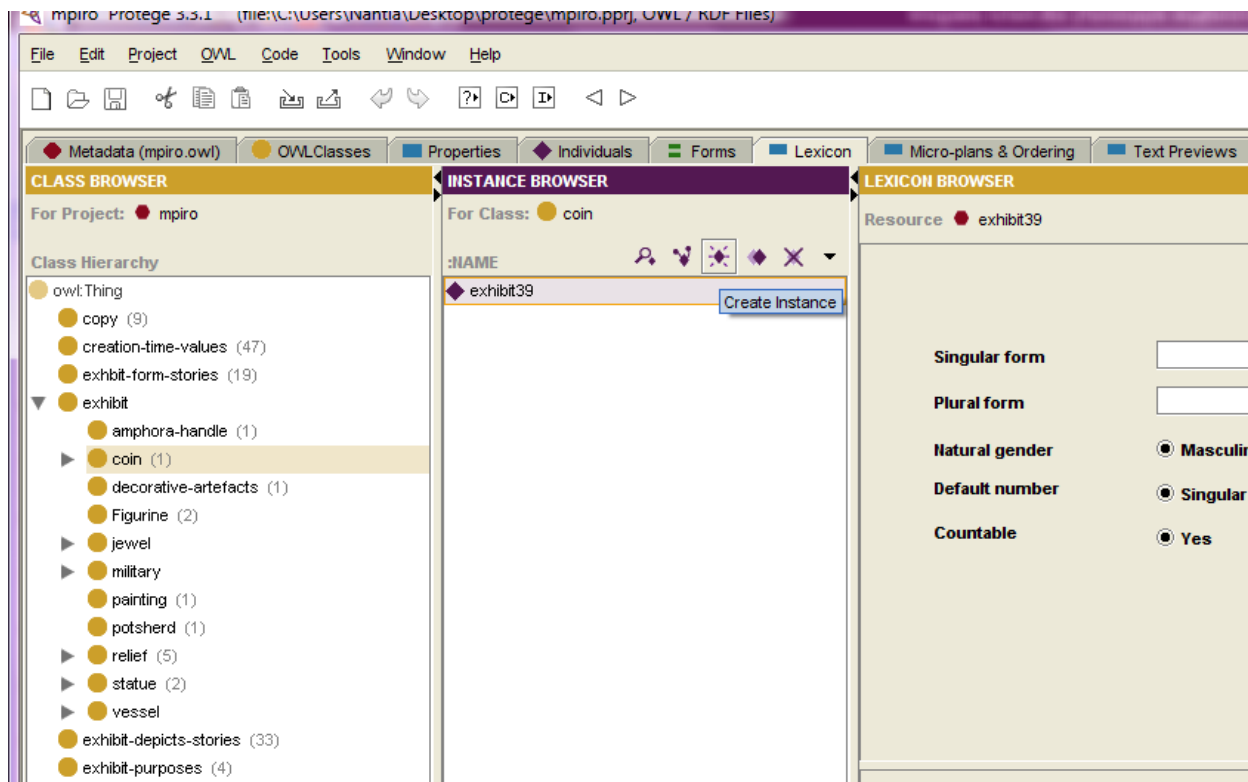 mpiro Protégé 3.3.1 (file:\C:\Users\Nantia\Desktop\protege\mpiro.pprj, OWL / RDF Files)
File Edit Project OWL Code Tools Window Help
Metadata (mpiro.owl) OWLClasses Properties Individuals Forms Lexicon Micro-plans & Ordering Text Previews
CLASS BROWSER
For Project: mpiro
Class Hierarchy
owl:Thing
copy (9)
creation-time-values (47)
exhbit-form-stories (19)
exhibit
amphora-handle (1)
coin (1)
decorative-artefacts (1)
Figurine (2)
jewel
military
painting (1)
potsherd (1)
relief (5)
statue (2)
vessel
exhibit-depicts-stories (33)
exhibit-purposes (4)
INSTANCE BROWSER
For Class: coin
:NAME
exhibit39
Create Instance
LEXICON BROWSER
Resource exhibit39
Singular form
Plural form
Natural gender Masculin
Default number Singular
Countable Yes